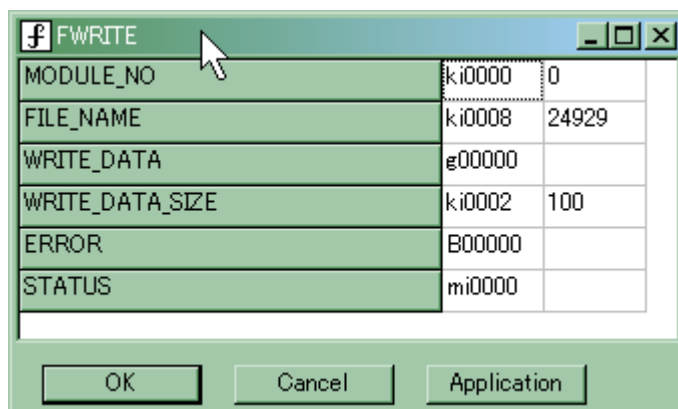 FWRITE
MODULE_NO ki0000 0
FILE_NAME ki0008 24929
WRITE_DATA g00000
WRITE_DATA_SIZE ki0002 100
ERROR B00000
STATUS mi0000
OK Cancel Application